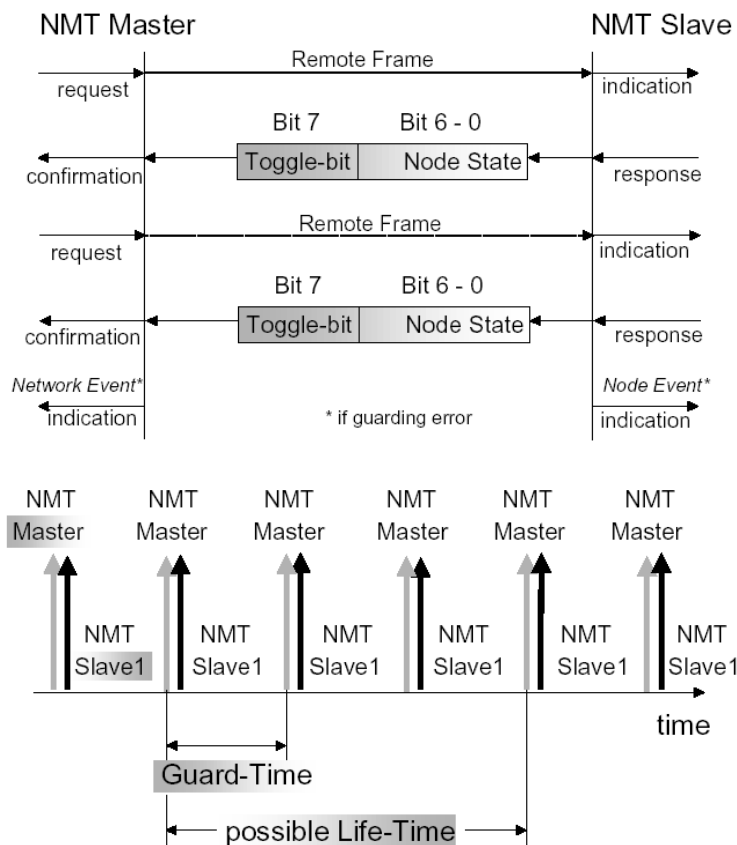 NMT Master NMT Slave
Remote Frame
request indication
Bit 7 Bit 6 - 0
Toggle-bit Node State
confirmation response
Remote Frame
request indication
Bit 7 Bit 6 - 0
Toggle-bit Node State
confirmation response
Network Event* Node Event*
indication * if guarding error indication
NMT NMT NMT NMT NMT NMT
Master Master Master Master Master Master
NMT NMT NMT NMT NMT NMT
Slave1 Slave1 Slave1 Slave1 Slave1 Slave1
time
Guard-Time
possible Life-Time